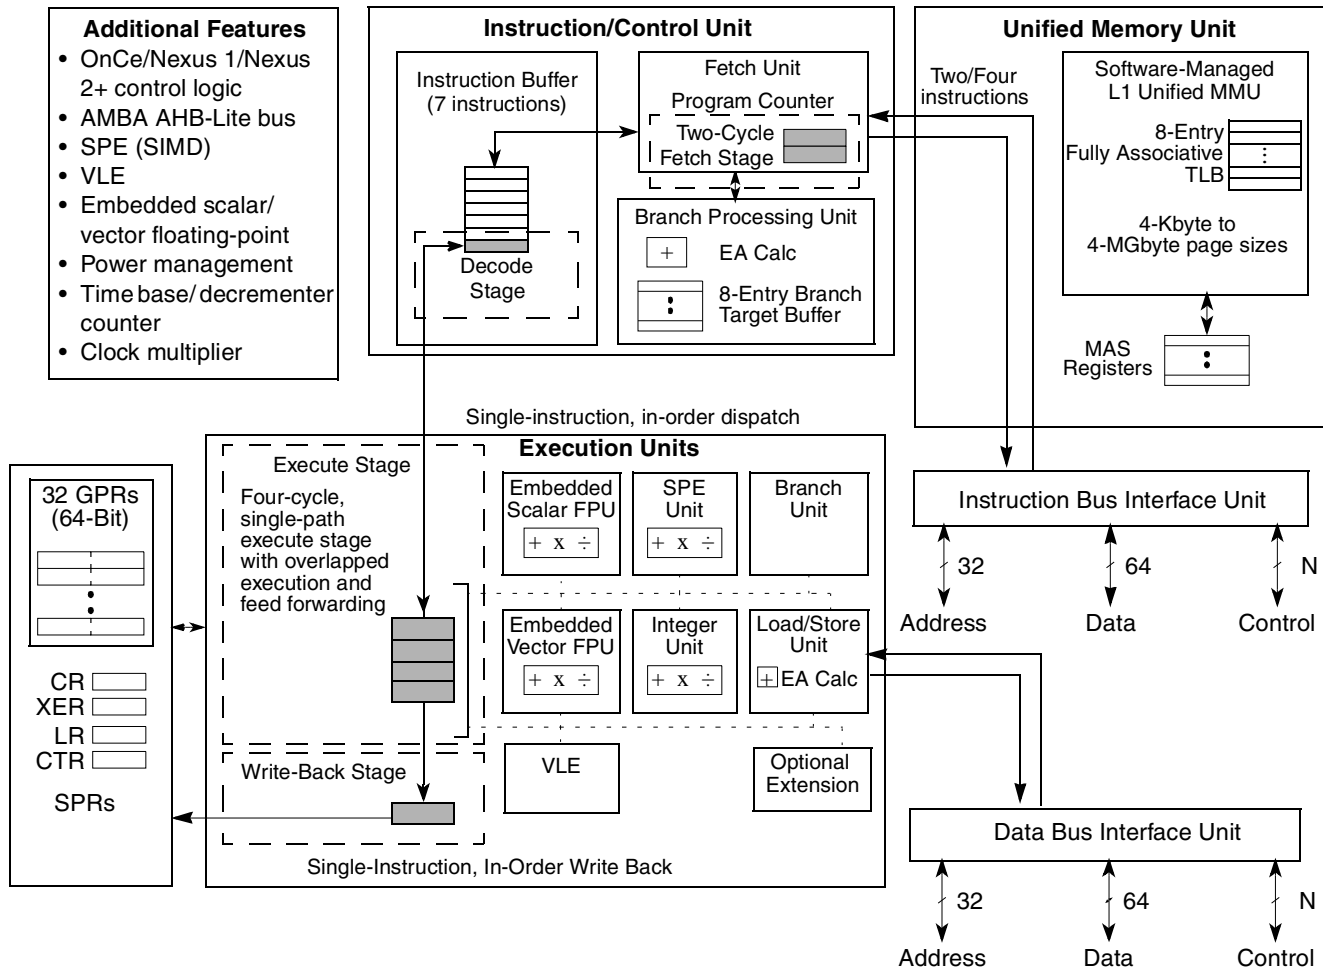 Additional Features
• OnCe/Nexus 1/Nexus
2+ control logic
• AMBA AHB-Lite bus
• SPE (SIMD)
• VLE
• Embedded scalar/
vector floating-point
• Power management
• Time base/ decrementer
counter
• Clock multiplier
Instruction/Control Unit
Instruction Buffer
(7 instructions)
Decode
Stage
Fetch Unit
Program Counter
Two-Cycle
Fetch Stage
Branch Processing Unit
+
EA Calc
8-Entry Branch
Target Buffer
Two/Four
instructions
Unified Memory Unit
Software-Managed
L1 Unified MMU
8-Entry
Fully Associative
TLB
4-Kbyte to
4-MGbyte page sizes
MAS
Registers
Single-instruction, in-order dispatch
Execution Units
Execute Stage
Four-cycle,
single-path
execute stage
with overlapped
execution and
feed forwarding
Embedded
Scalar FPU
+ x ÷
SPE
Unit
+ x ÷
Branch
Unit
Embedded
Vector FPU
+ x ÷
Integer
Unit
+ x ÷
Load/Store
Unit
+ EA Calc
VLE
Optional
Extension
Write-Back Stage
Single-Instruction, In-Order Write Back
32 GPRs
(64-Bit)
CR
XER
LR
CTR
SPRs
Instruction Bus Interface Unit
32
64
N
Address
Data
Control
Data Bus Interface Unit
32
64
N
Address
Data
Control